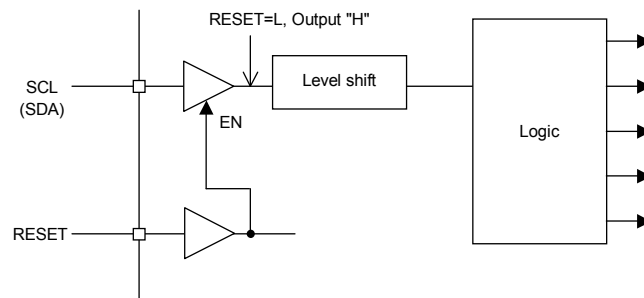 RESET=L, Output "H"
SCL
(SDA)
Level shift
EN
Logic
RESET